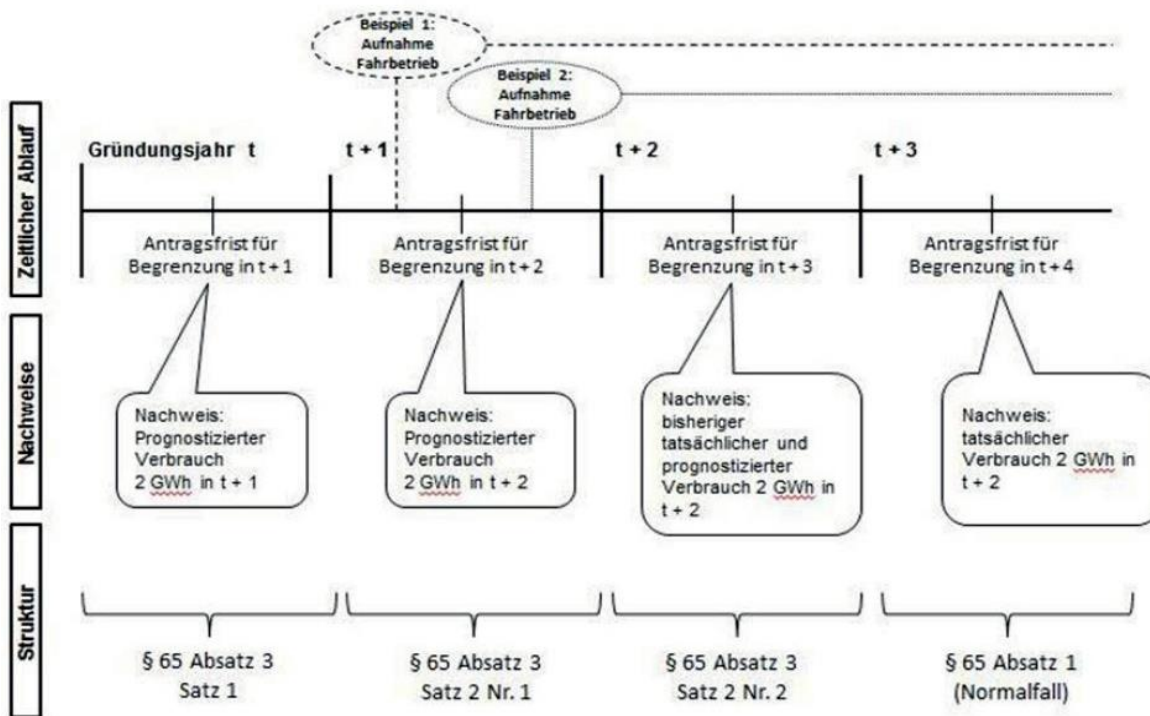 Beispiel 1:
Aufnahme
Fahrbetrieb
Beispiel 2:
Aufnahme
Fahrbetrieb
Zeitlicher Ablauf
Gründungsjahr t
t + 1
t + 2
t + 3
Antragsfrist für
Begrenzung in t + 1
Antragsfrist für
Begrenzung in t + 2
Antragsfrist für
Begrenzung in t + 3
Antragsfrist für
Begrenzung in t + 4
Nachweise
Nachweis:
Prognostizierter
Verbrauch
2 GWh in t + 1
Nachweis:
Prognostizierter
Verbrauch
2 GWh in t + 2
Nachweis:
bisheriger
tatsächlicher und
prognostizierter
Verbrauch 2 GWh in
t + 2
Nachweis:
tatsächlicher
Verbrauch 2 GWh in
t + 2
Struktur
§ 65 Absatz 3
Satz 1
§ 65 Absatz 3
Satz 2 Nr. 1
§ 65 Absatz 3
Satz 2 Nr. 2
§ 65 Absatz 1
(Normalfall)